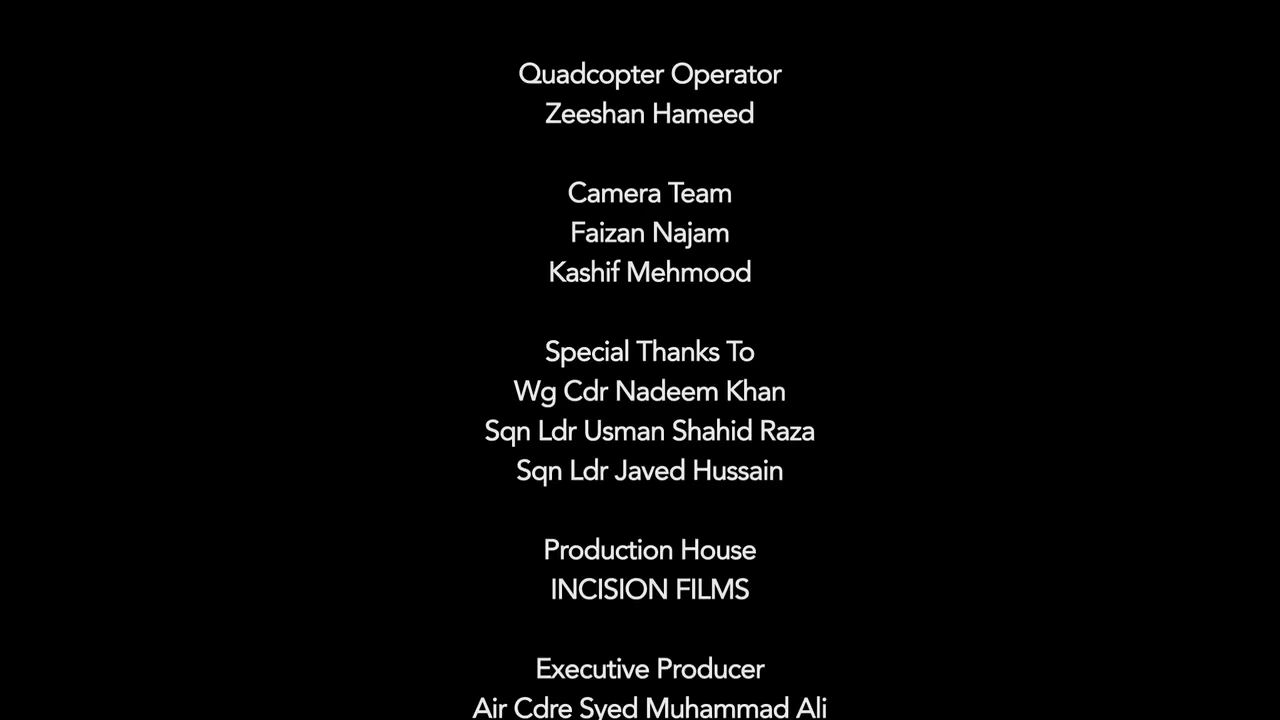 Quadcopter Operator
Zeeshan Hameed
Camera Team
Faizan Najam
Kashif Mehmood
Special Thanks To
Wg Cdr Nadeem Khan
Sqn Ldr Usman Shahid Raza
Sqn Ldr Javed Hussain
Production House
INCISION FILMS
Executive Producer
Air Cdre Syed Muhammad Ali